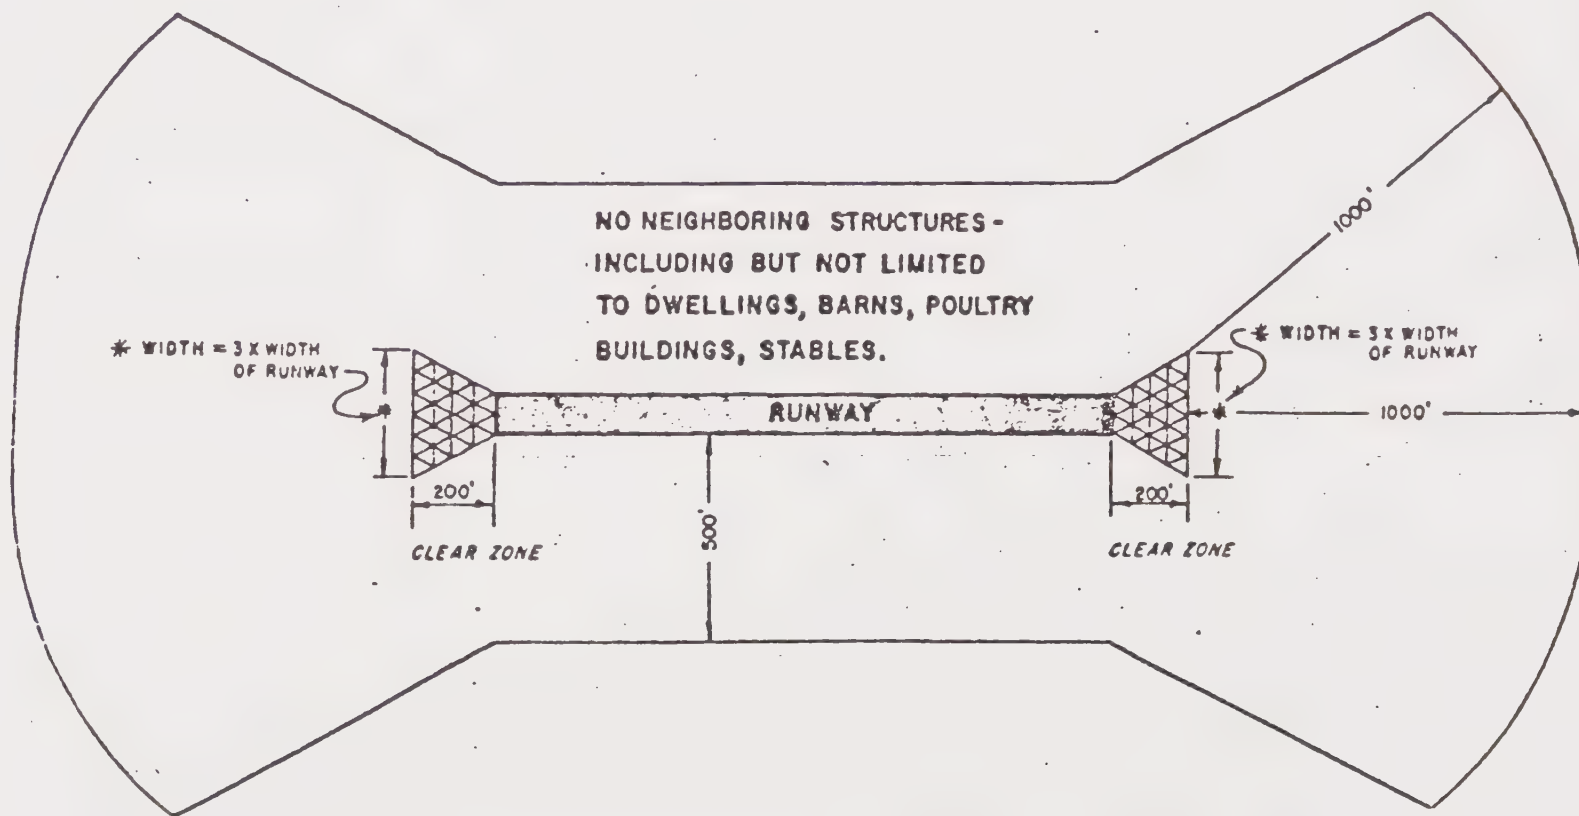 NO NEIGHBORING STRUCTURES -
INCLUDING BUT NOT LIMITED
TO DWELLINGS, BARNS, POULTRY
BUILDINGS, STABLES.
1000'
* WIDTH = 3 X WIDTH
OF RUNWAY
*
* WIDTH = 3 X WIDTH
OF RUNWAY
*
RUNWAY
1000'
200'
200'
500'
CLEAR ZONE
CLEAR ZONE